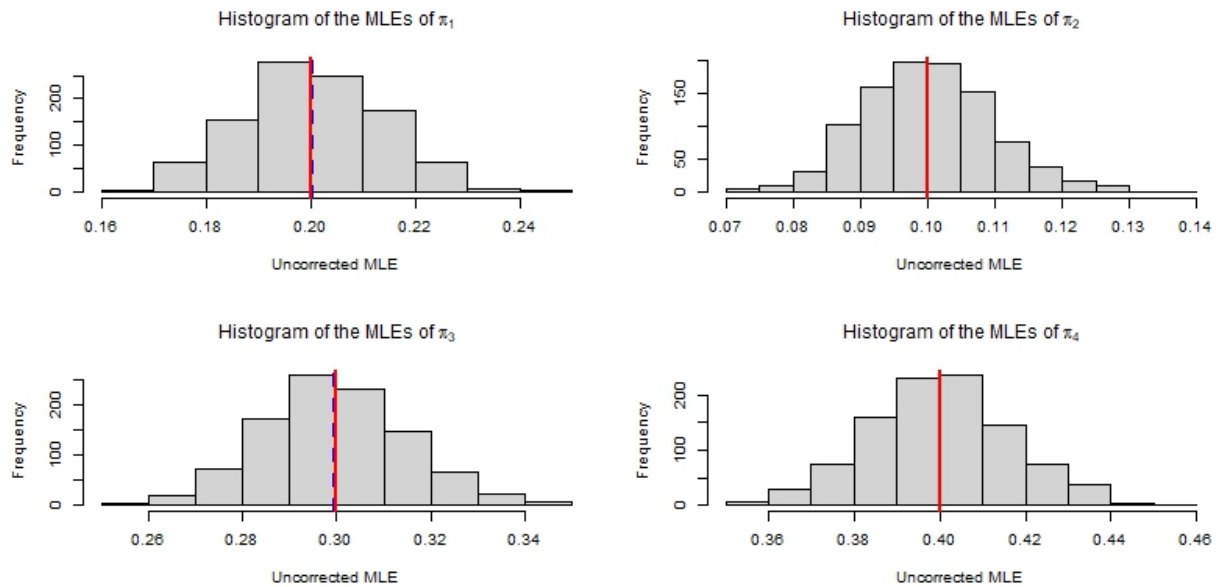 Histogram of the MLEs of π₁
Frequency
0 100 200
0.16 0.18 0.20 0.22 0.24
Uncorrected MLE
Histogram of the MLEs of π₂
Frequency
0 50 150
0.07 0.08 0.09 0.10 0.11 0.12 0.13 0.14
Uncorrected MLE
Histogram of the MLEs of π₃
Frequency
0 100 200
0.26 0.28 0.30 0.32 0.34
Uncorrected MLE
Histogram of the MLEs of π₄
Frequency
0 100 200
0.36 0.38 0.40 0.42 0.44 0.46
Uncorrected MLE